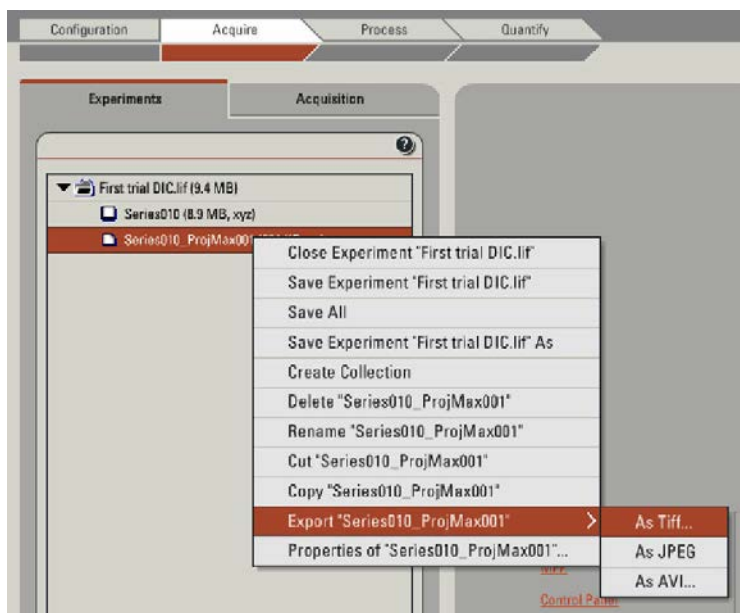 Configuration
Acquire
Process
Quantify
Experiments
Acquisition
?
First trial DIC.lif (9.4 MB)
Series010 (8.9 MB, xyz)
Series010_ProjMax001
Close Experiment "First trial DIC.lif"
Save Experiment "First trial DIC.lif"
Save All
Save Experiment "First trial DIC.lif" As
Create Collection
Delete "Series010_ProjMax001"
Rename "Series010_ProjMax001"
Cut "Series010_ProjMax001"
Copy "Series010_ProjMax001"
Export "Series010_ProjMax001"
As Tiff...
Properties of "Series010_ProjMax001"...
As JPEG
As AVI...
Control Panel